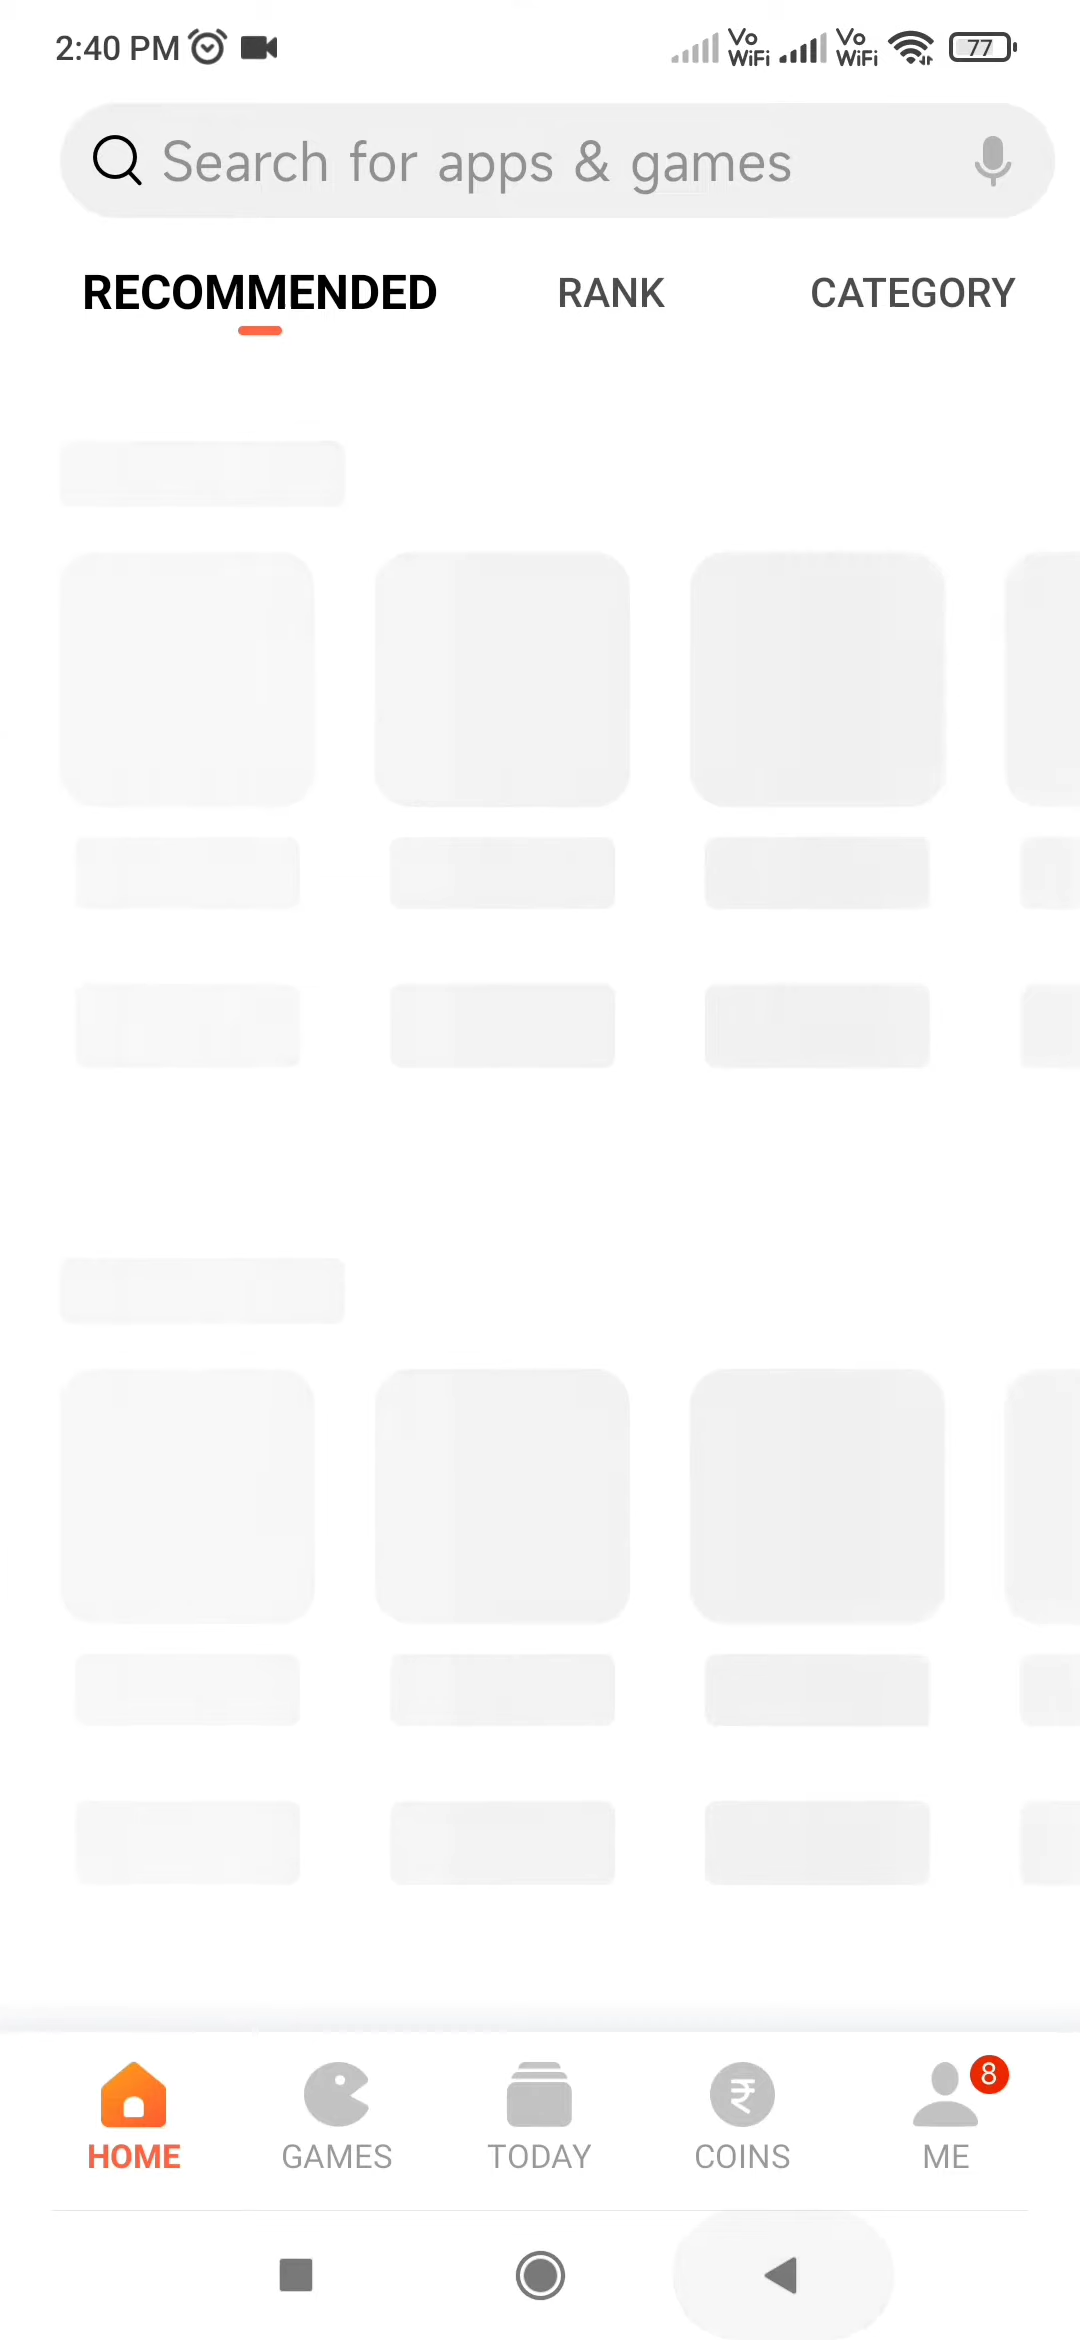 2:40 PM
Vo WiFi Vo WiFi 77
Search for apps & games
RECOMMENDED RANK CATEGORY
8
HOME GAMES TODAY COINS ME